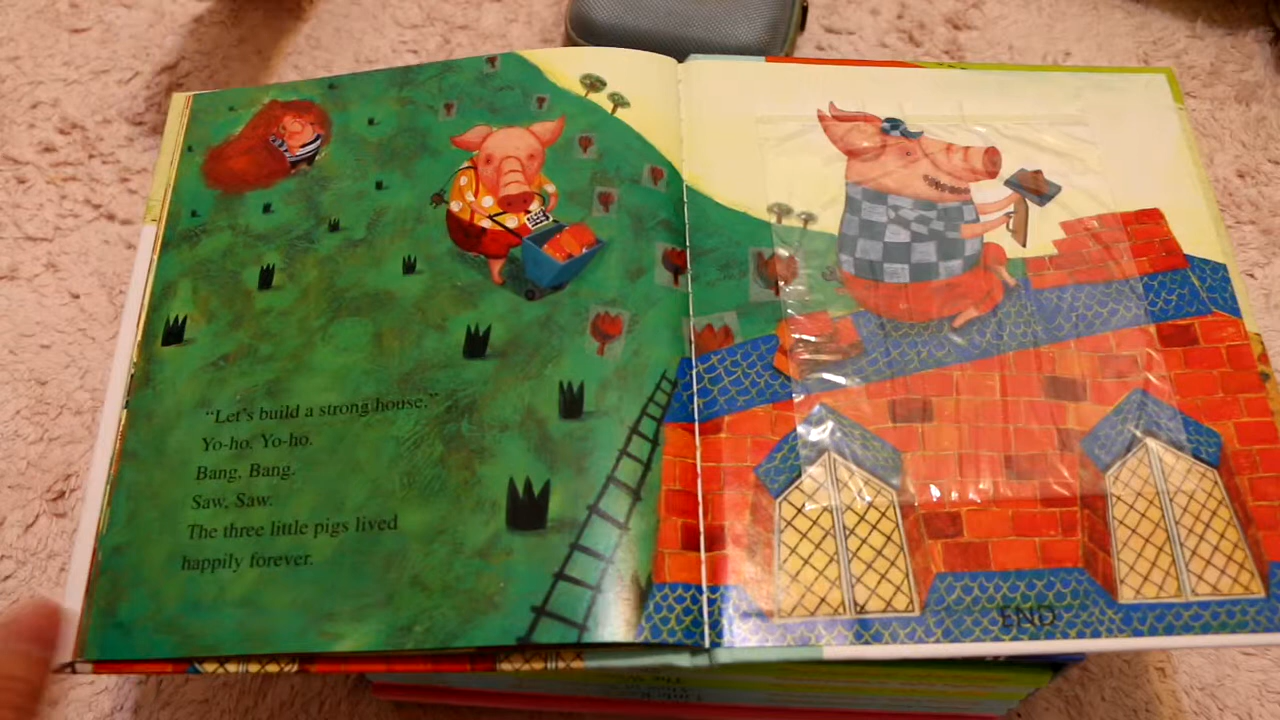 “Let’s build a strong house.”
Yo-ho. Yo-ho.
Bang, Bang.
Saw, Saw.
The three little pigs lived
happily forever.
END